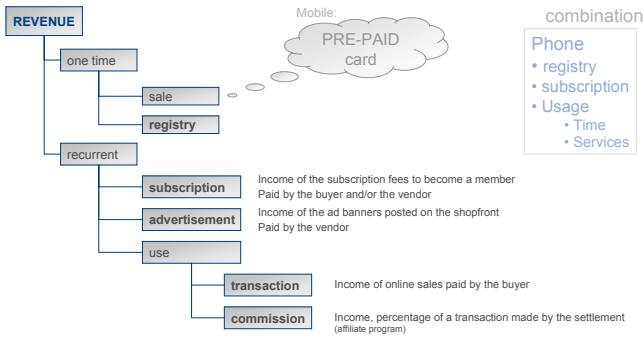 REVENUE
Mobile:
PRE-PAID
card
combination
Phone
• registry
• subscription
• Usage
• Time
• Services
one time
sale
registry
recurrent
subscription
Income of the subscription fees to become a member
Paid by the buyer and/or the vendor
advertisement
Income of the ad banners posted on the shopfront
Paid by the vendor
use
transaction
Income of online sales paid by the buyer
commission
Income, percentage of a transaction made by the settlement
(affiliate program)